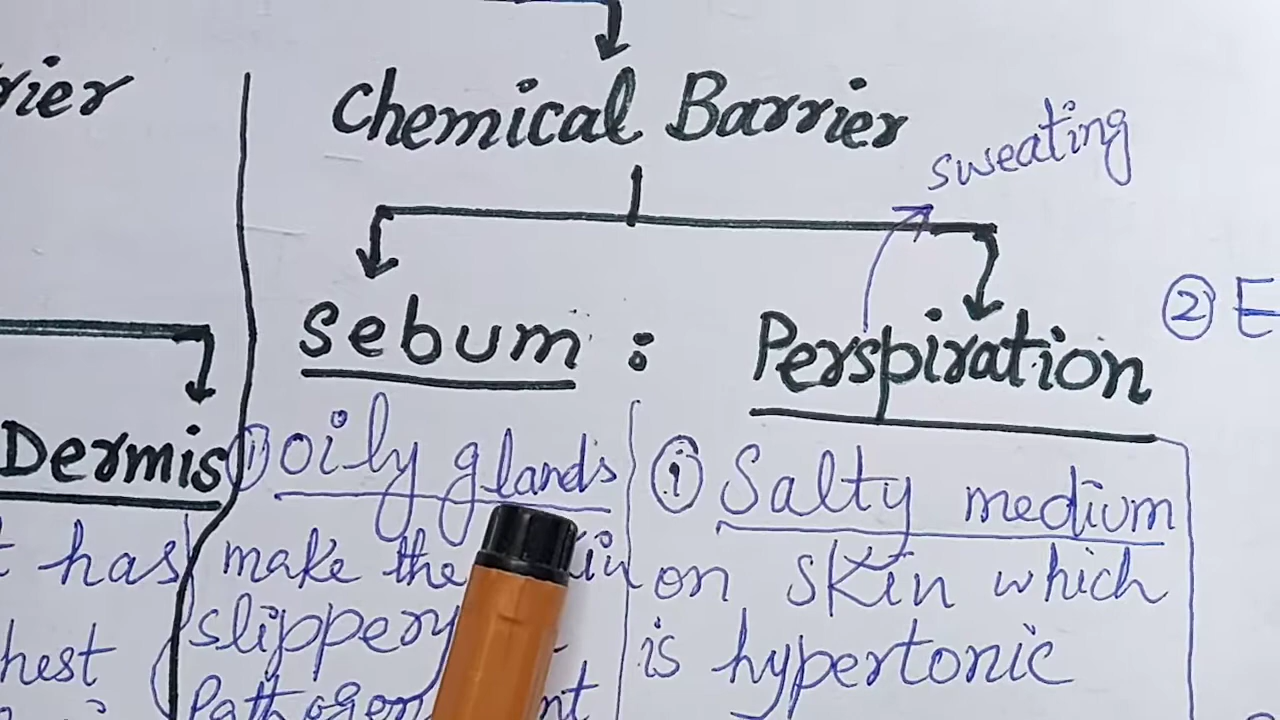 rier
Chemical Barrier
sweating
Sebum : Perspiration
② E
Dermis
① oily glands
make the
slippery
① Salty medium
on skin which
is hypertonic
has
hest